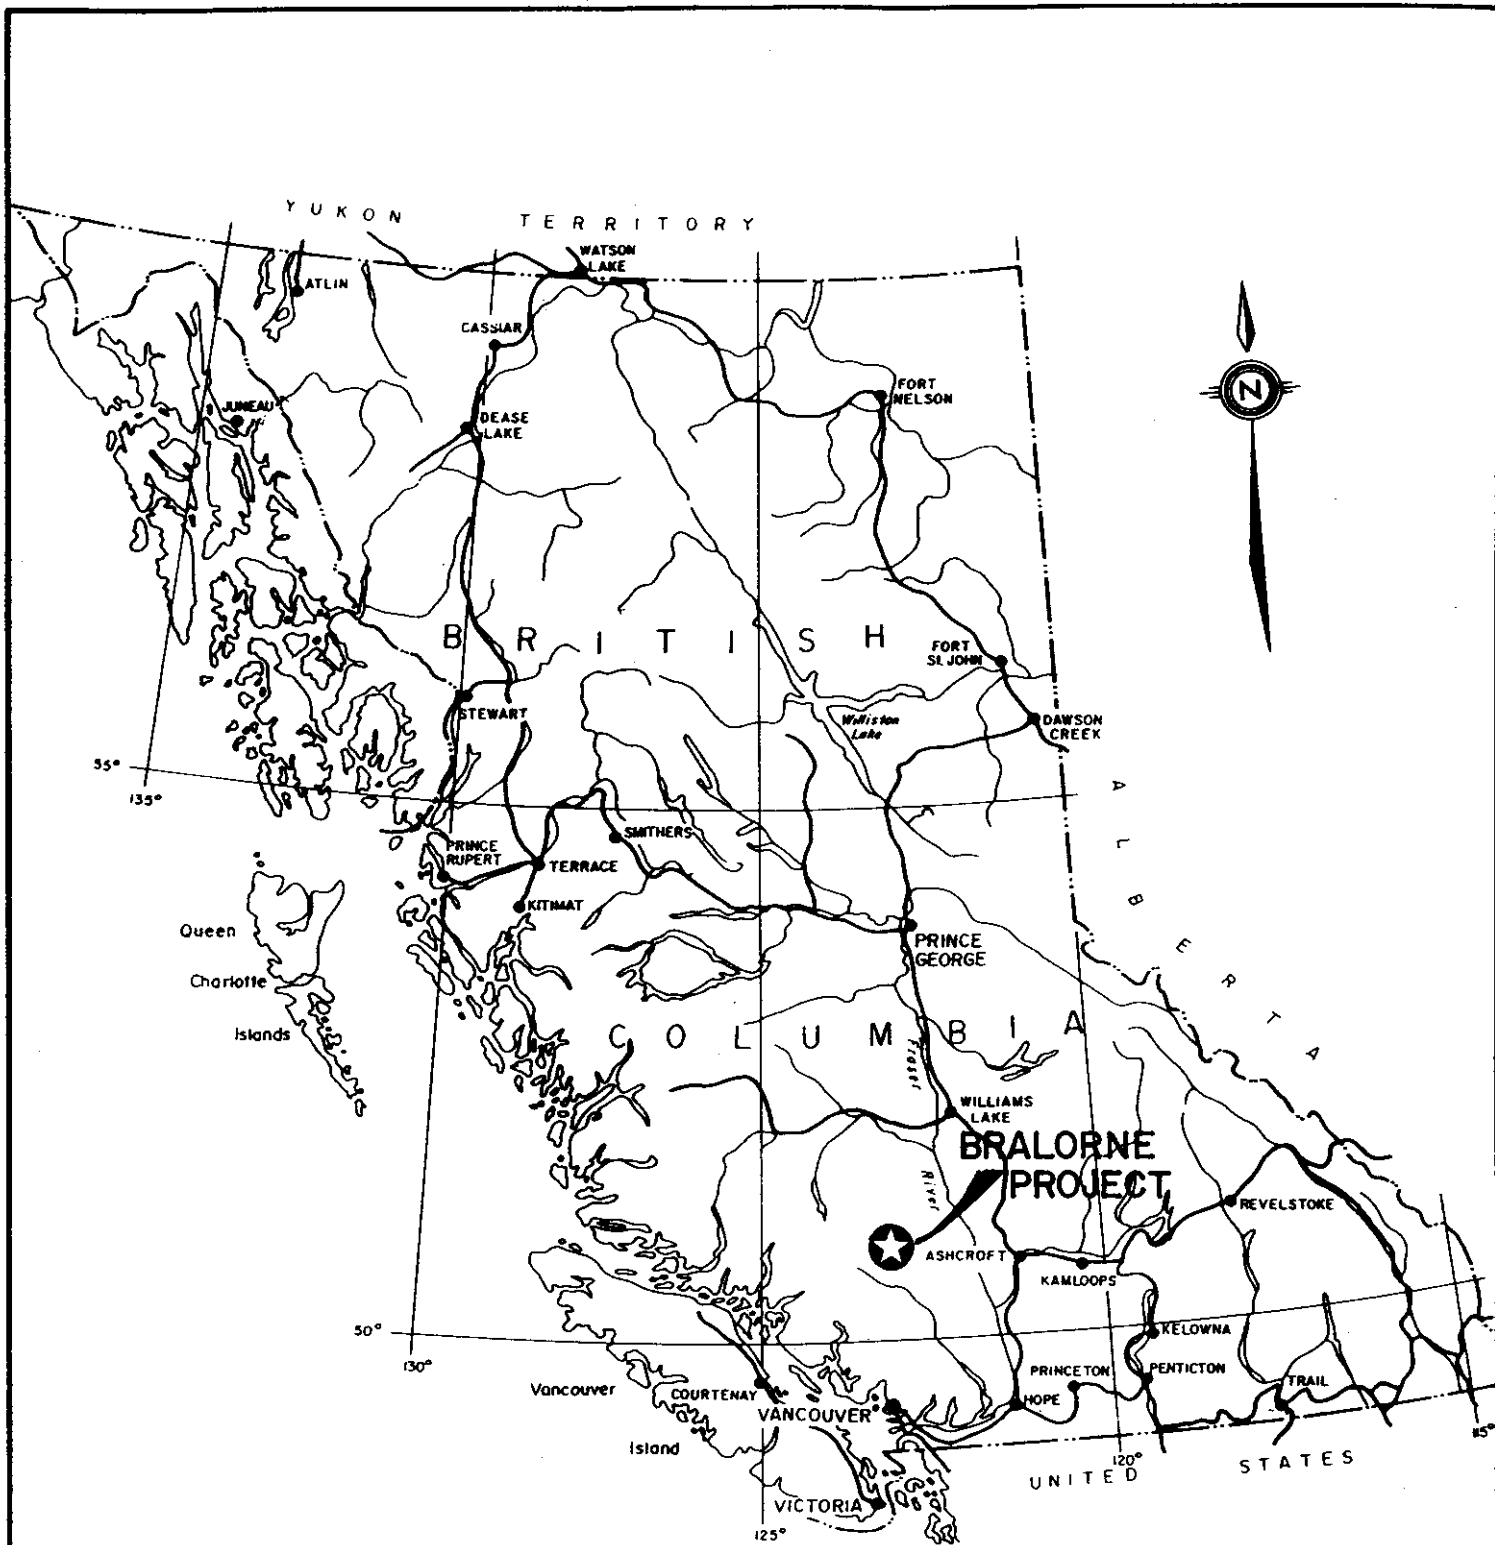 YUKON TERRITORY
WATSON
LAKE
ATLIN
CASSIAR
FORT
NELSON
JUNEAU
DEASE
LAKE
N
BRITISH
FORT
St. JOHN
STEWART
Williston
Lake
DAWSON
CREEK
55°
135°
ALBERTA
SMITHERS
PRINCE
RUPERT
TERRACE
KITIMAT
Queen
Charlotte
Islands
PRINCE
GEORGE
COLUMBIA
Fraser
River
WILLIAMS
LAKE
BRALORNE
PROJECT
REVELSTOKE
ASHCROFT
KAMLOOPS
50°
130°
KELOWNA
Vancouver
Island
COURTENAY
PRINCETON
PENTICTON
TRAIL
HOPE
VANCOUVER
120°
115°
UNITED STATES
VICTORIA
125°